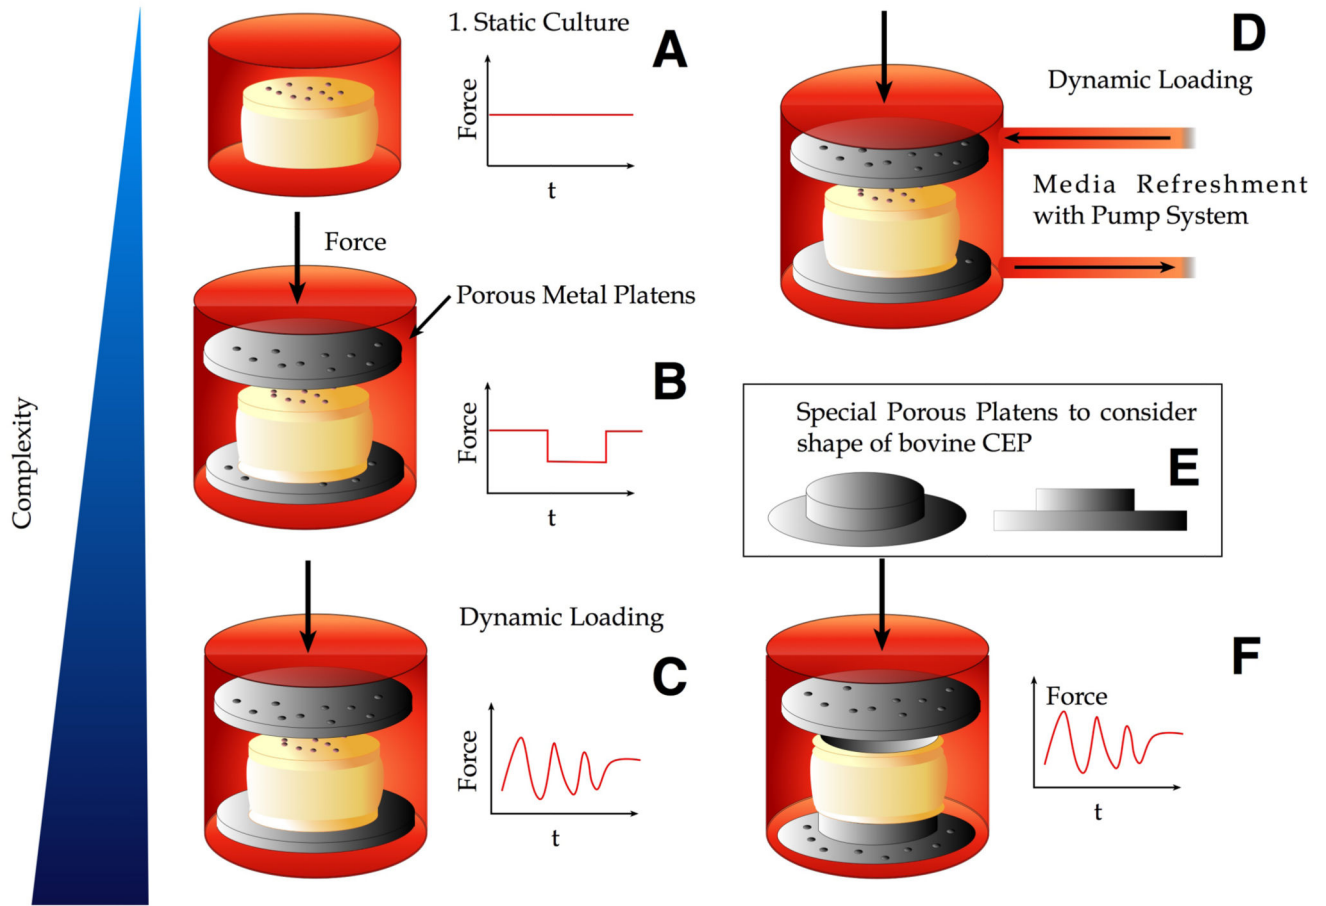 Complexity
1. Static Culture
A
Force
t
Force
Porous Metal Platens
B
Force
t
Dynamic Loading
C
Force
t
D
Dynamic Loading
Media Refreshment
with Pump System
Special Porous Platens to consider
shape of bovine CEP
E
F
Force
t